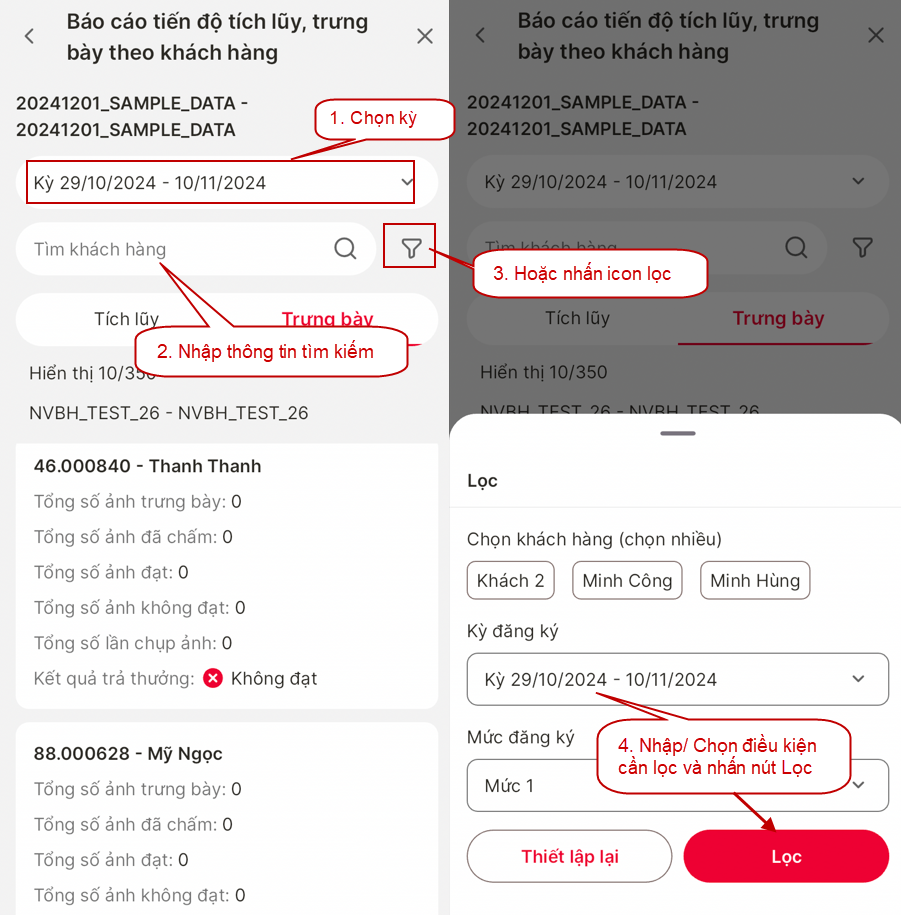 Báo cáo tiến độ tích lũy, trưng
bày theo khách hàng
20241201_SAMPLE_DATA -
20241201_SAMPLE_DATA
1. Chọn kỳ
Kỳ 29/10/2024 - 10/11/2024
Tìm khách hàng
Tích lũy
Trưng bày
2. Nhập thông tin tìm kiếm
Hiển thị 10/350
NVBH_TEST_26 - NVBH_TEST_26
46.000840 - Thanh Thanh
Tổng số ảnh trưng bày: 0
Tổng số ảnh đã chấm: 0
Tổng số ảnh đạt: 0
Tổng số ảnh không đạt: 0
Tổng số lần chụp ảnh: 0
Kết quả trả thưởng: Không đạt
88.000628 - Mỹ Ngọc
Tổng số ảnh trưng bày: 0
Tổng số ảnh đã chấm: 0
Tổng số ảnh đạt: 0
Tổng số ảnh không đạt: 0
Báo cáo tiến độ tích lũy, trưng
bày theo khách hàng
20241201_SAMPLE_DATA -
20241201_SAMPLE_DATA
Kỳ 29/10/2024 - 10/11/2024
Tìm khách hàng
3. Hoặc nhấn icon lọc
Tích lũy
Trưng bày
Hiển thị 10/350
NVBH_TEST_26 - NVBH_TEST_26
Lọc
Chọn khách hàng (chọn nhiều)
Khách 2
Minh Công
Minh Hùng
Kỳ đăng ký
Kỳ 29/10/2024 - 10/11/2024
Mức đăng ký
4. Nhập/ Chọn điều kiện
cần lọc và nhấn nút Lọc
Mức 1
Thiết lập lại
Lọc